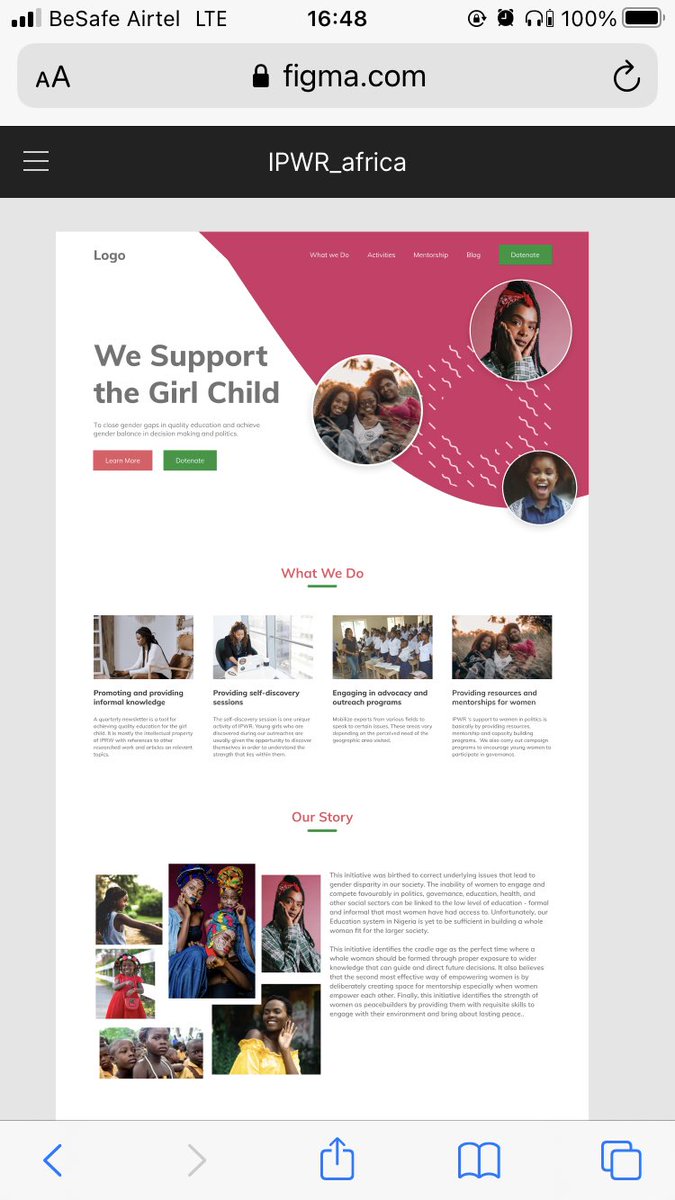 BeSafe Airtel LTE 16:48 100%
AA figma.com
IPWR_africa
Logo What we Do Activities Mentorship Blog Dotenate
We Support
the Girl Child
To close gender gaps in quality education and achieve
gender balance in decision making and politics.
Learn More Dotenate
What We Do
Promoting and providing
informal knowledge
A quarterly newsletter is a tool for
achieving quality education for the girl
child. It is mostly the intellectual property
of IPRW with references to other
researched work and articles on relevant
topics.
Providing self-discovery
sessions
The self-discovery session is one unique
activity of IPWR. Young girls who are
discovered during our outreaches are
usually given the opportunity to discover
themselves in order to understand the
strength that lies within them.
Engaging in advocacy and
outreach programs
Mobilize experts from various fields to
speak to certain issues. These areas vary
depending on the perceived need of the
geographic area visited.
Providing resources and
mentorships for women
IPWR 's support to women in politics is
basically by providing resources,
mentorship and capacity building
programs. We also carry out campaign
programs to encourage young women to
participate in governance.
Our Story
This initiative was birthed to correct underlying issues that lead to
gender disparity in our society. The inability of women to engage and
compete favourably in politics, governance, education, health, and
other social sectors can be linked to the low level of education - formal
and informal that most women have had access to. Unfortunately, our
Education system in Nigeria is yet to be sufficient in building a whole
woman fit for the larger society.
This initiative identifies the cradle age as the perfect time where a
whole woman should be formed through proper exposure to wider
knowledge that can guide and direct future decisions. It also believes
that the second most effective way of empowering women is by
deliberately creating space for mentorship especially when women
empower each other. Finally, this initiative identifies the strength of
women as peacebuilders by providing them with requisite skills to
engage with their environment and bring about lasting peace..